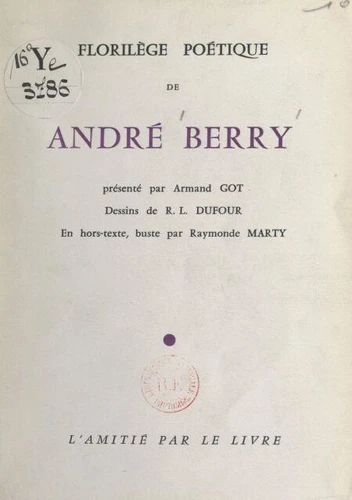 16° Ye
3786
FLORILÈGE POÉTIQUE
DE
ANDRÉ BERRY
présenté par Armand GOT
Dessins de R. L. DUFOUR
En hors-texte, buste par Raymonde MARTY
L'AMITIÉ PAR LE LIVRE